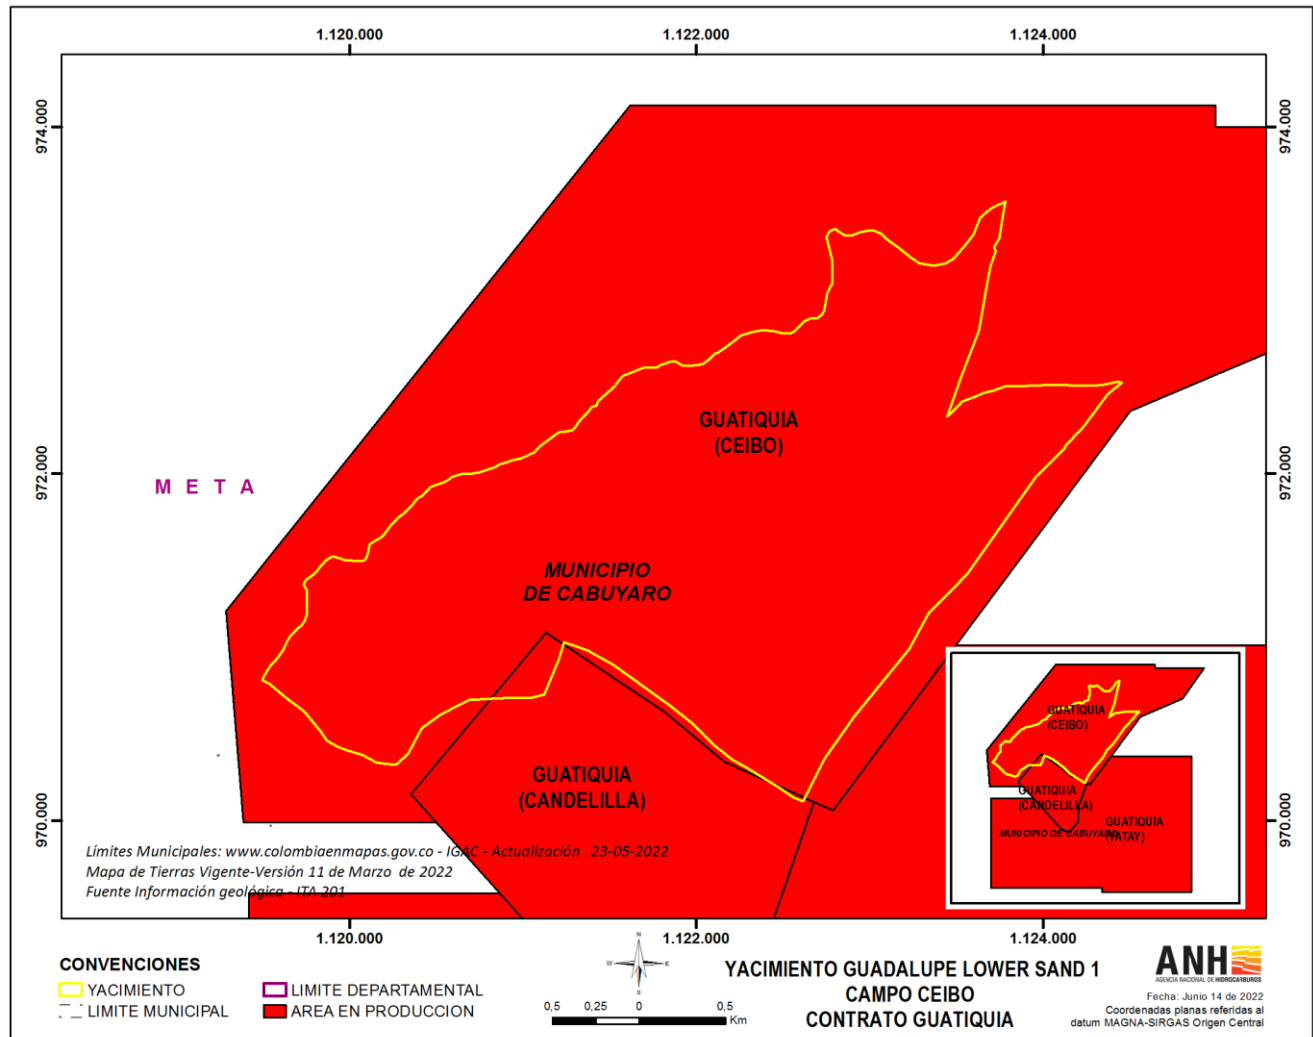 1.120.000
1.122.000
1.124.000
974.000
974.000
GUATIQUIA
(CEIBO)
972.000
972.000
M E T A
MUNICIPIO
DE CABUYARO
GUATIQUIA
(CANDELILLA)
970.000
970.000
GUATIQUIA
(CEIBO)
GUATIQUIA
(CANDELILLA)
GUATIQUIA
(YATAY)
MUNICIPIO DE CABUYARO
Límites Municipales: www.colombiaenmapas.gov.co - IGAC - Actualización 23-05-2022
Mapa de Tierras Vigente-Versión 11 de Marzo de 2022
Fuente Información geológica - ITA 201
1.120.000
1.122.000
1.124.000
CONVENCIONES
YACIMIENTO
LIMITE DEPARTAMENTAL
LIMITE MUNICIPAL
AREA EN PRODUCCION
N
W
E
S
0,5 0,25 0 0,5
Km
YACIMIENTO GUADALUPE LOWER SAND 1
CAMPO CEIBO
CONTRATO GUATIQUIA
ANH
AGENCIA NACIONAL DE HIDROCARBUROS
Fecha: Junio 14 de 2022
Coordenadas planas referidas al
datum MAGNA-SIRGAS Origen Central